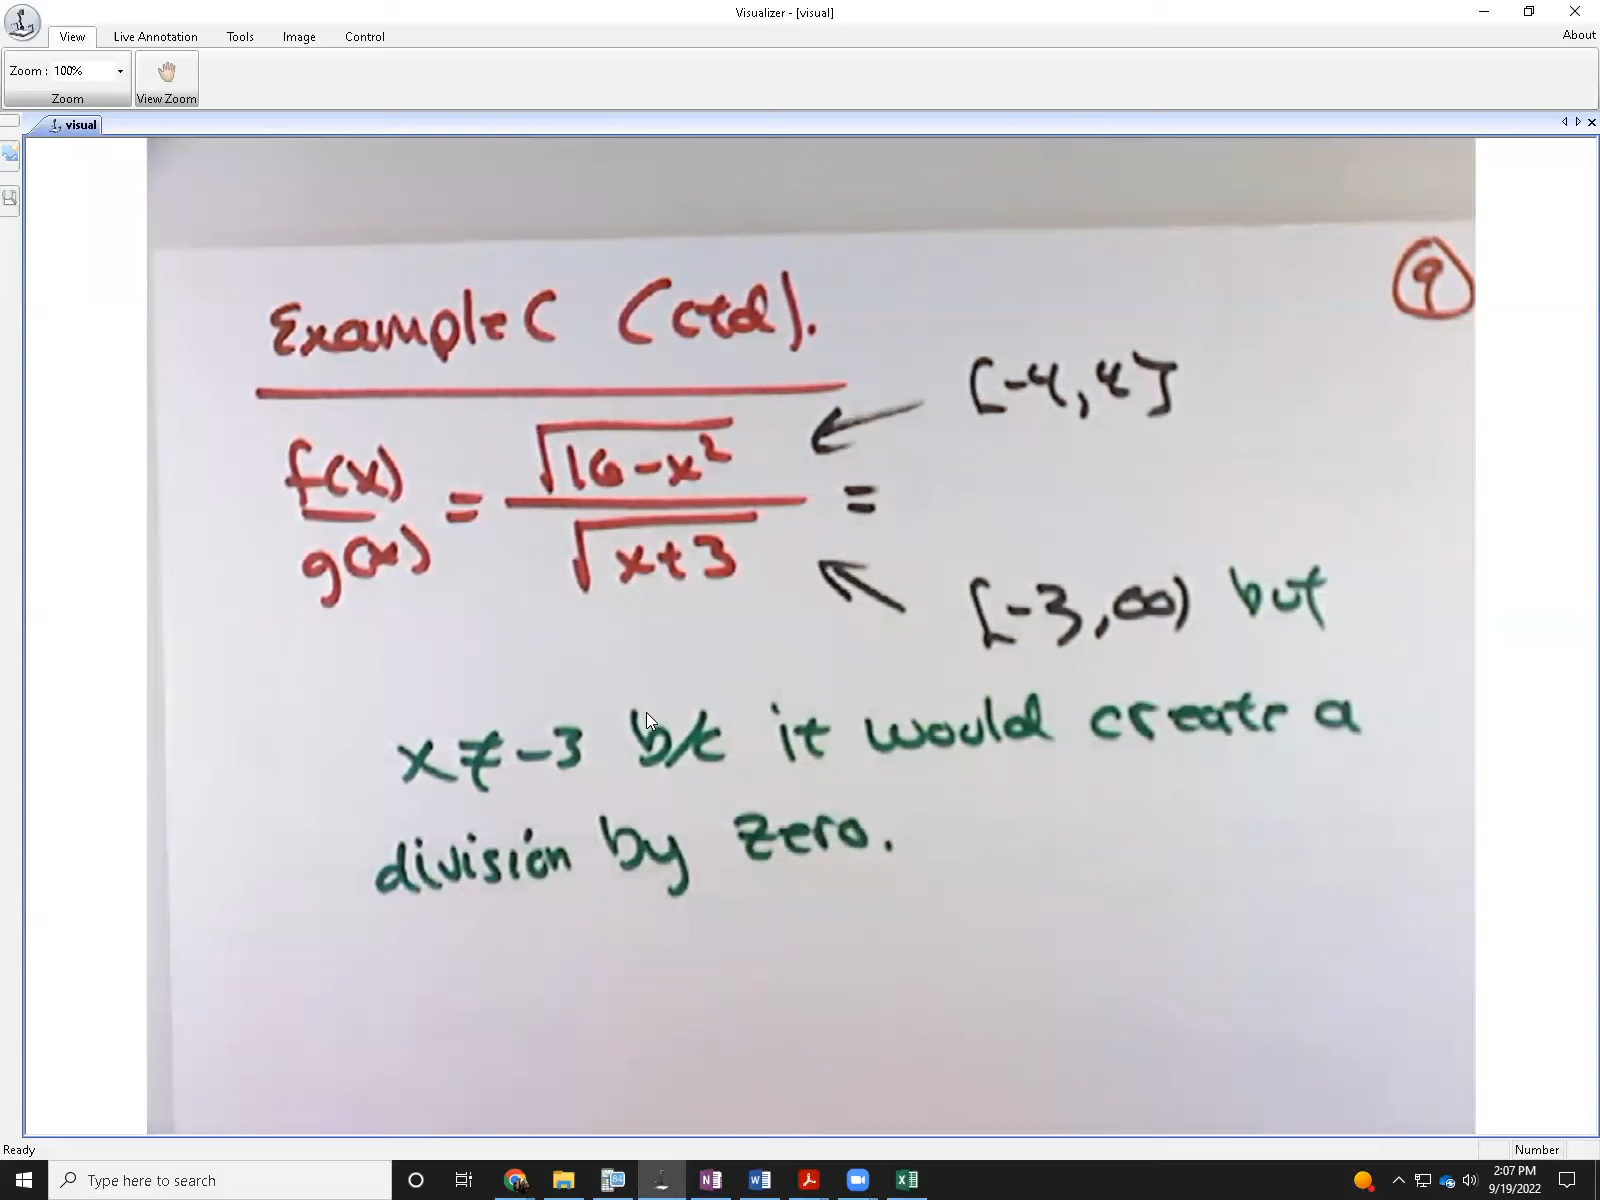 Visualizer - [visual]
View Live Annotation Tools Image Control About
Zoom : 100%
Zoom View Zoom
visual
9
Example C (ctd).
[-4, 4]
f(x)/g(x) = √(16-x²)/√(x+3) =
[-3, ∞) but
x ≠ -3 b/c it would create a
division by zero.
Ready Number
Type here to search
2:07 PM
9/19/2022